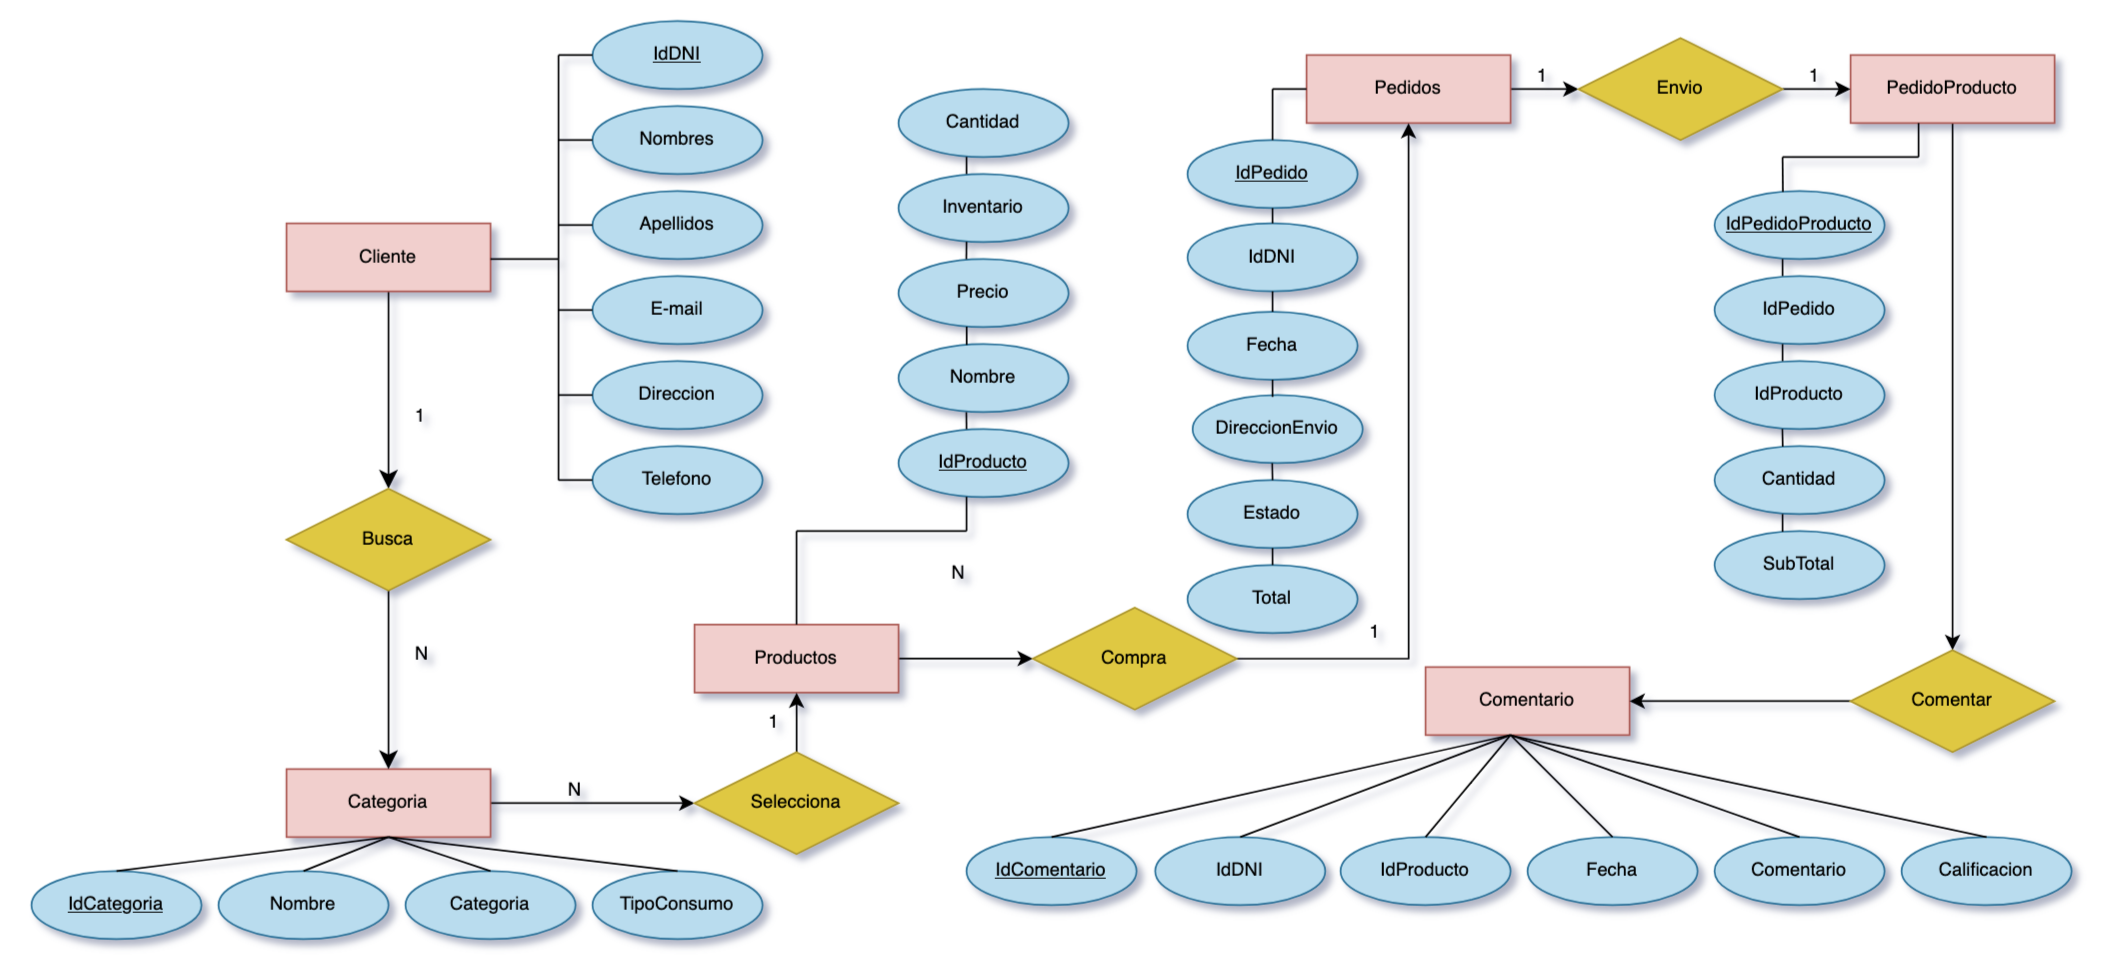 IdDNI
Nombres
Apellidos
E-mail
Direccion
Telefono
Cliente
1
Busca
N
Categoria
IdCategoria
Nombre
Categoria
TipoConsumo
N
Selecciona
1
Productos
Cantidad
Inventario
Precio
Nombre
IdProducto
N
Compra
1
Pedidos
IdPedido
IdDNI
Fecha
DireccionEnvio
Estado
Total
1
Envio
1
PedidoProducto
IdPedidoProducto
IdPedido
IdProducto
Cantidad
SubTotal
Comentar
Comentario
IdComentario
IdDNI
IdProducto
Fecha
Comentario
Calificacion